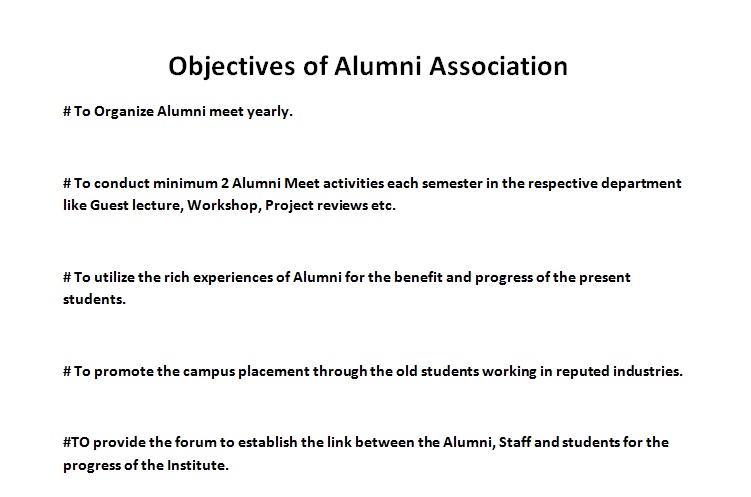 Objectives of Alumni Association
# To Organize Alumni meet yearly.
# To conduct minimum 2 Alumni Meet activities each semester in the respective department
like Guest lecture, Workshop, Project reviews etc.
# To utilize the rich experiences of Alumni for the benefit and progress of the present
students.
# To promote the campus placement through the old students working in reputed industries.
#TO provide the forum to establish the link between the Alumni, Staff and students for the
progress of the Institute.